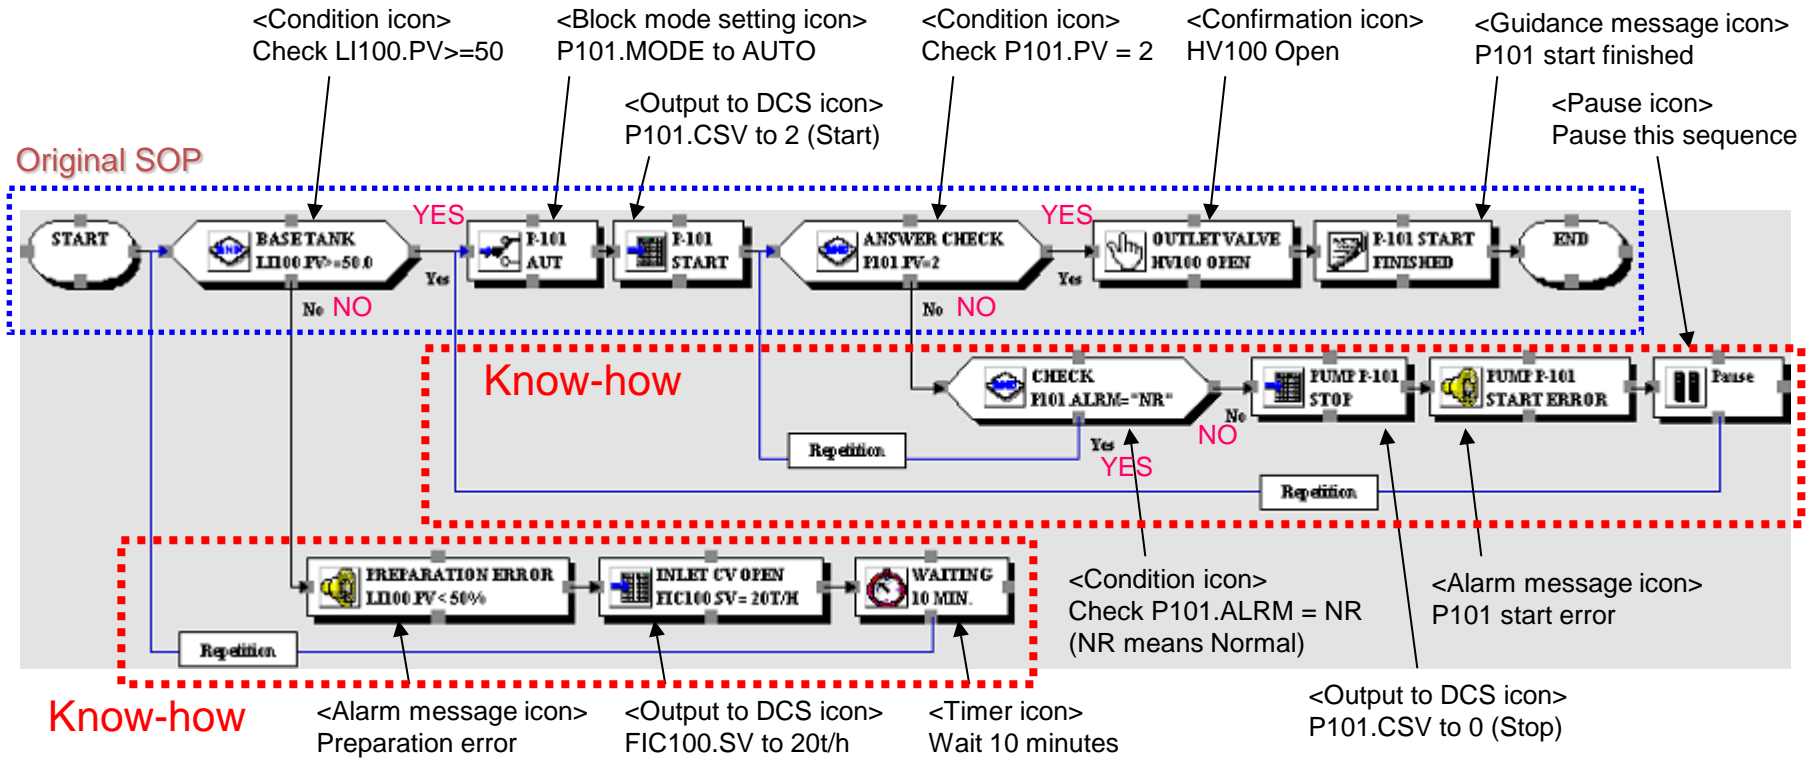 <Condition icon>
Check LI100.PV>=50
<Block mode setting icon>
P101.MODE to AUTO
<Condition icon>
Check P101.PV = 2
<Confirmation icon>
HV100 Open
<Guidance message icon>
P101 start finished
<Output to DCS icon>
P101.CSV to 2 (Start)
<Pause icon>
Pause this sequence
Original SOP
START
BASE TANK
LI100.PV>=50.0
YES
Yes
No
NO
P-101
AUT
P-101
START
ANSWER CHECK
P101.PV=2
YES
Yes
No
NO
OUTLET VALVE
HV100 OPEN
P-101 START
FINISHED
END
Know-how
CHECK
P101.ALRM="NR"
No
NO
Yes
YES
PUMP P-101
STOP
PUMP P-101
START ERROR
Pause
Repetition
Repetition
PREPARATION ERROR
LI100.PV<50%
INLET CV OPEN
FIC100.SV=20T/H
WAITING
10 MIN.
Repetition
<Condition icon>
Check P101.ALRM = NR
(NR means Normal)
<Alarm message icon>
P101 start error
Know-how
<Alarm message icon>
Preparation error
<Output to DCS icon>
FIC100.SV to 20t/h
<Timer icon>
Wait 10 minutes
<Output to DCS icon>
P101.CSV to 0 (Stop)